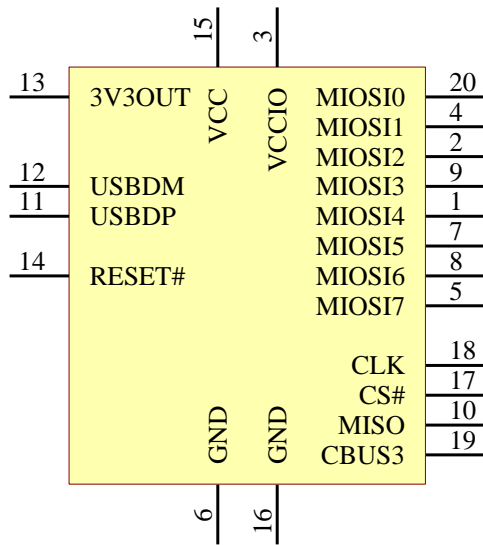 15 3
13 3V3OUT VCC VCCIO MIOSI0 20
MIOSI1 4
MIOSI2 2
12 USBDM MIOSI3 9
11 USBDP MIOSI4 1
MIOSI5 7
14 RESET# MIOSI6 8
MIOSI7 5
CLK 18
CS# 17
GND GND MISO 10
CBUS3 19
6 16